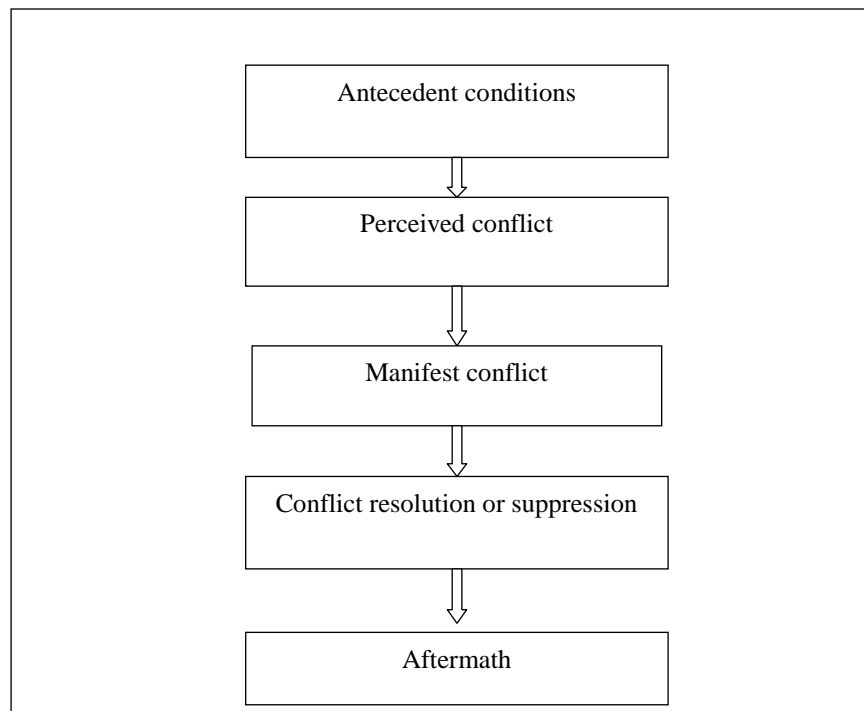 Antecedent conditions
Perceived conflict
Manifest conflict
Conflict resolution or suppression
Aftermath